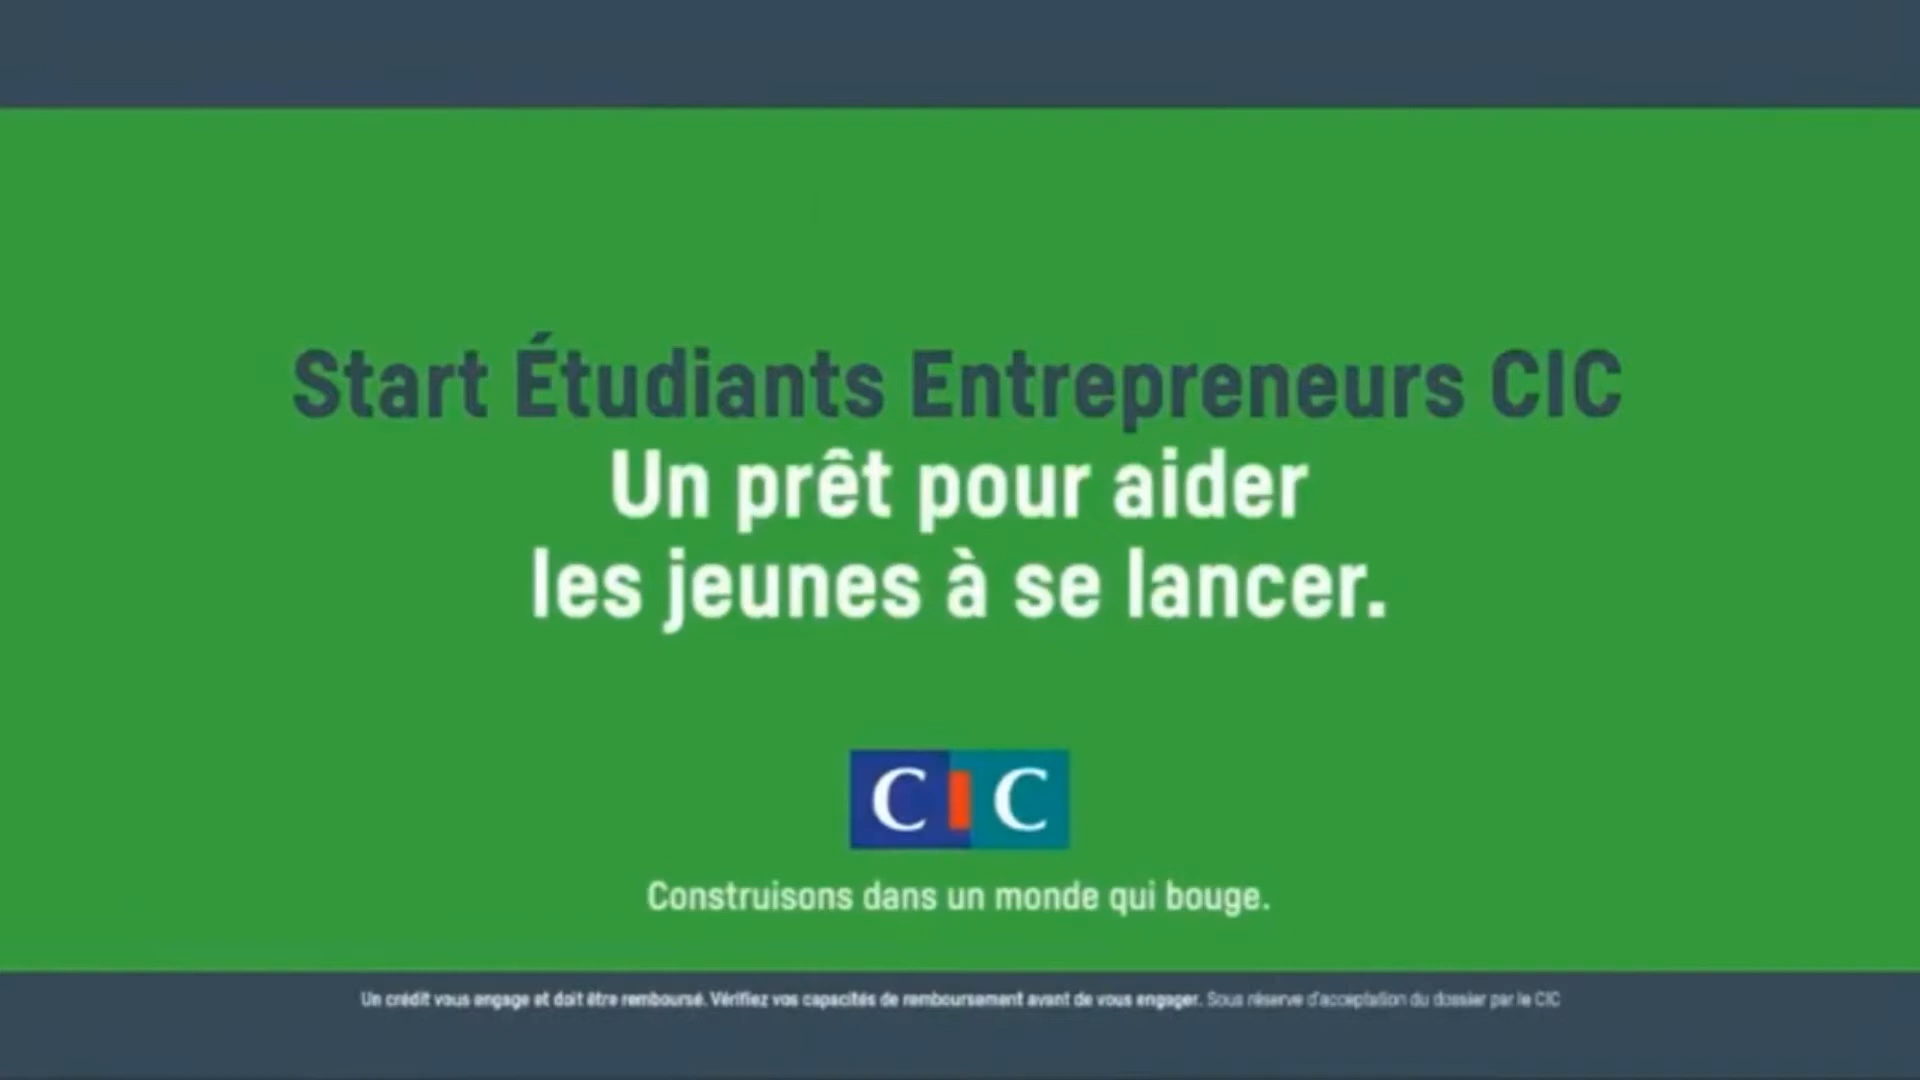 Start Étudiants Entrepreneurs CIC
Un prêt pour aider
les jeunes à se lancer.
CIC
Construisons dans un monde qui bouge.
Un crédit vous engage et doit être remboursé. Vérifiez vos capacités de remboursement avant de vous engager. Sous réserve d'acceptation du dossier par le CIC